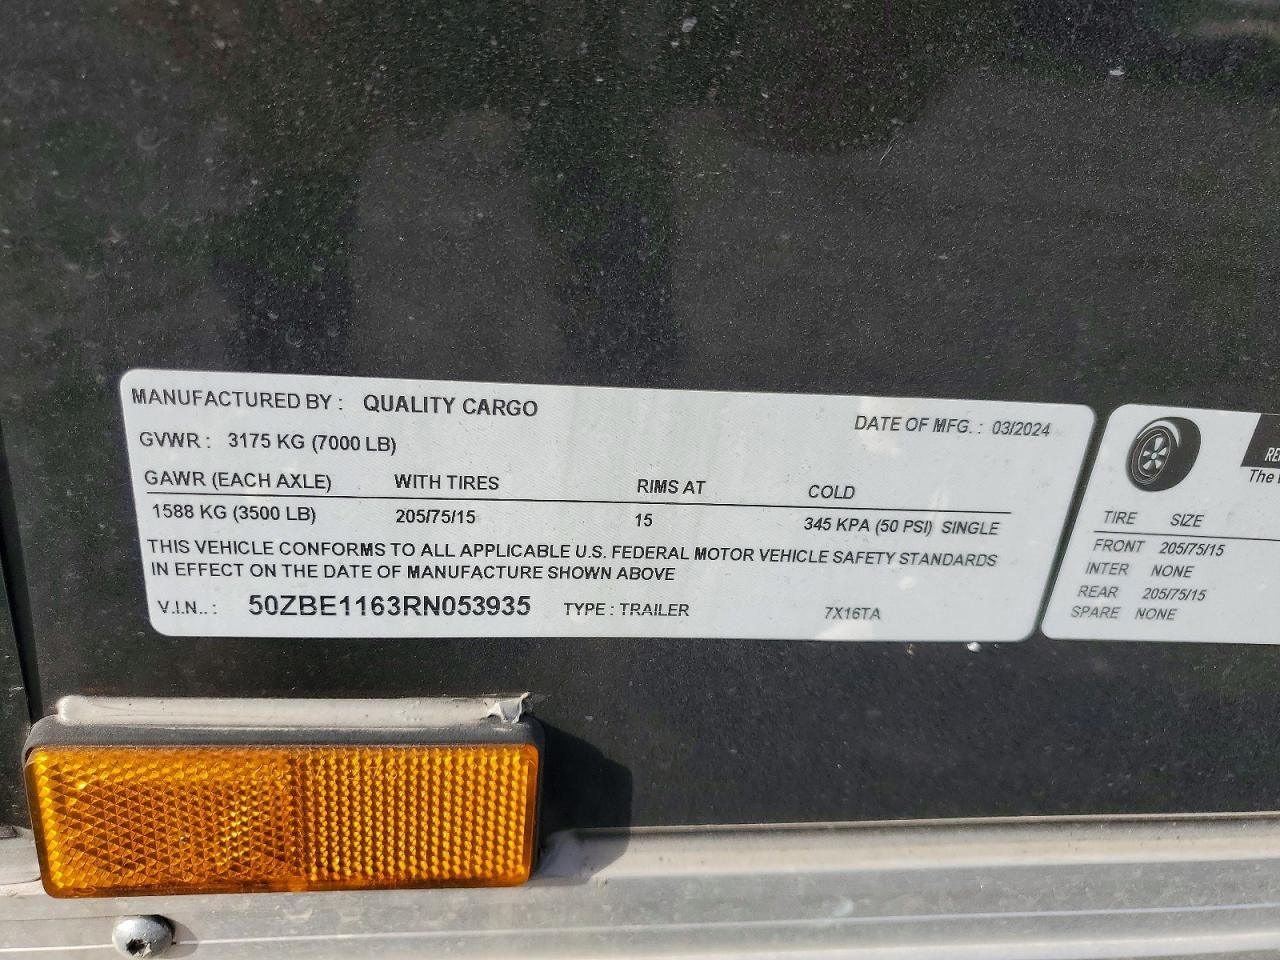 MANUFACTURED BY : QUALITY CARGO
DATE OF MFG. : 03/2024
GVWR : 3175 KG (7000 LB)
GAWR (EACH AXLE) WITH TIRES RIMS AT COLD
1588 KG (3500 LB) 205/75/15 15 345 KPA (50 PSI) SINGLE
THIS VEHICLE CONFORMS TO ALL APPLICABLE U.S. FEDERAL MOTOR VEHICLE SAFETY STANDARDS
IN EFFECT ON THE DATE OF MANUFACTURE SHOWN ABOVE
V.I.N.. : 50ZBE1163RN053935 TYPE : TRAILER 7X16TA
The
TIRE SIZE
FRONT 205/75/15
INTER NONE
REAR 205/75/15
SPARE NONE